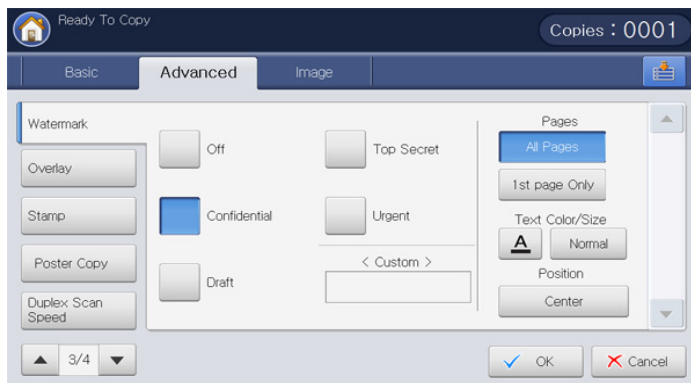 Ready To Copy
Copies : 0001
Basic
Advanced
Image
Watermark
Overlay
Stamp
Poster Copy
Duplex Scan
Speed
3/4
Off
Top Secret
Confidential
Urgent
Draft
< Custom >
Pages
All Pages
1st page Only
Text Color/Size
A
Normal
Position
Center
OK
Cancel